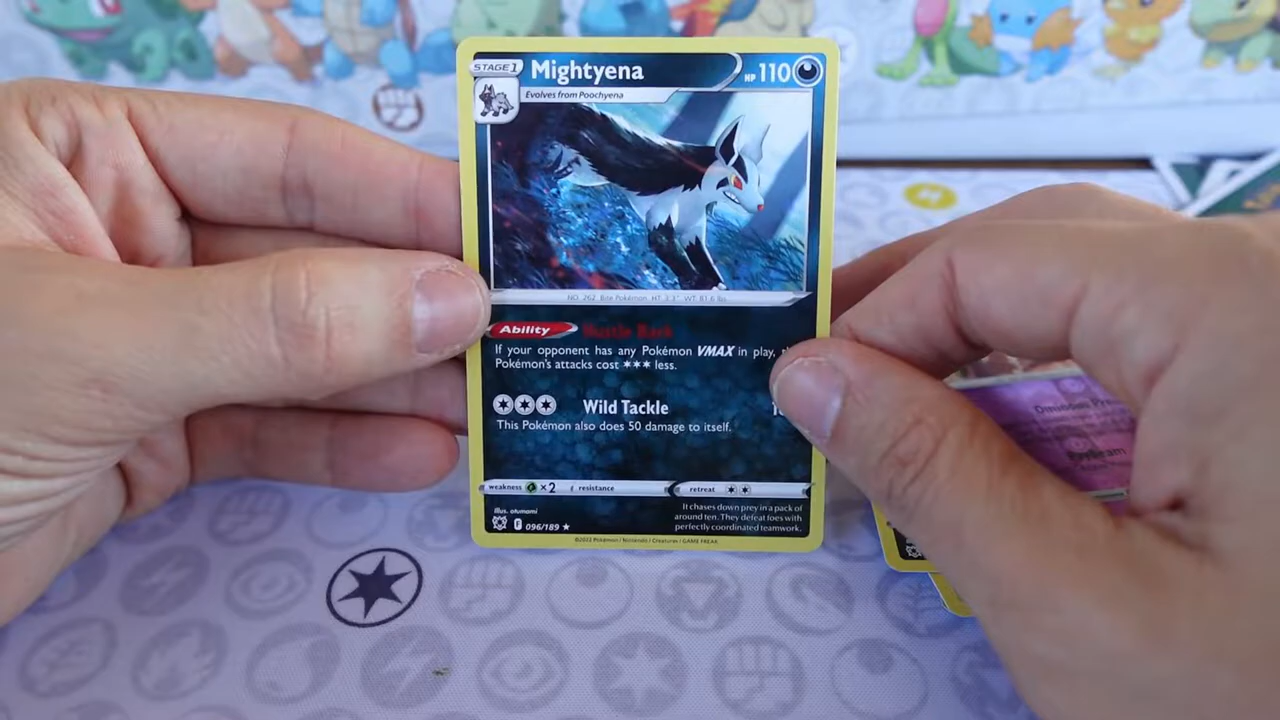 STAGE 1
Mightyena
HP 110
Evolves from Poochyena
NO. 262 Bite Pokémon HT: 3'3" WT: 81.6 lbs.
Ability
Hustle Bark
If your opponent has any Pokémon VMAX in play,
Pokémon's attacks cost ✶✶✶ less.
Wild Tackle
This Pokémon also does 50 damage to itself.
weakness ×2 resistance retreat
Illus. otumami
It chases down prey in a pack of
around ten. They defeat foes with
perfectly coordinated teamwork.
F 096/189 ★
©2022 Pokémon / Nintendo / Creatures / GAME FREAK
Psybeam